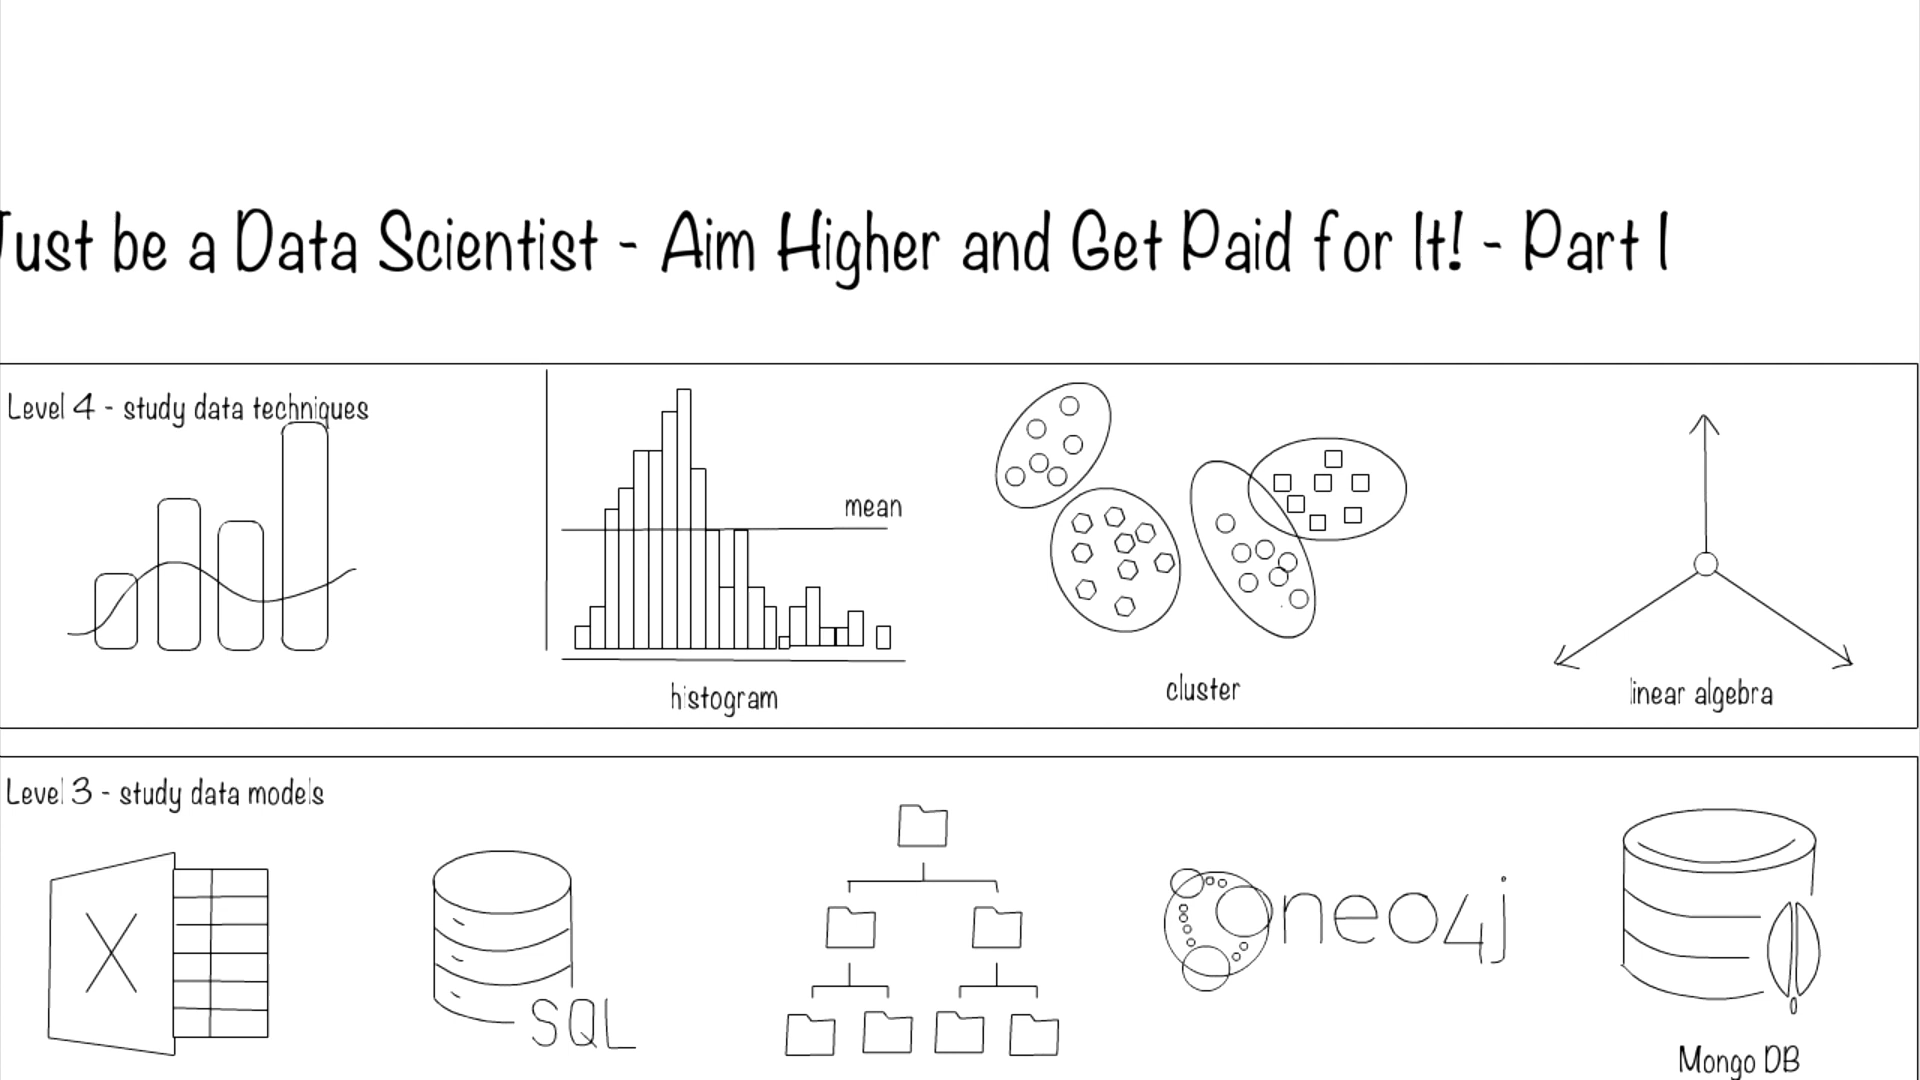 Just be a Data Scientist - Aim Higher and Get Paid for It! - Part I
Level 4 - study data techniques
mean
histogram
cluster
linear algebra
Level 3 - study data models
X
SQL
neo4j
Mongo DB